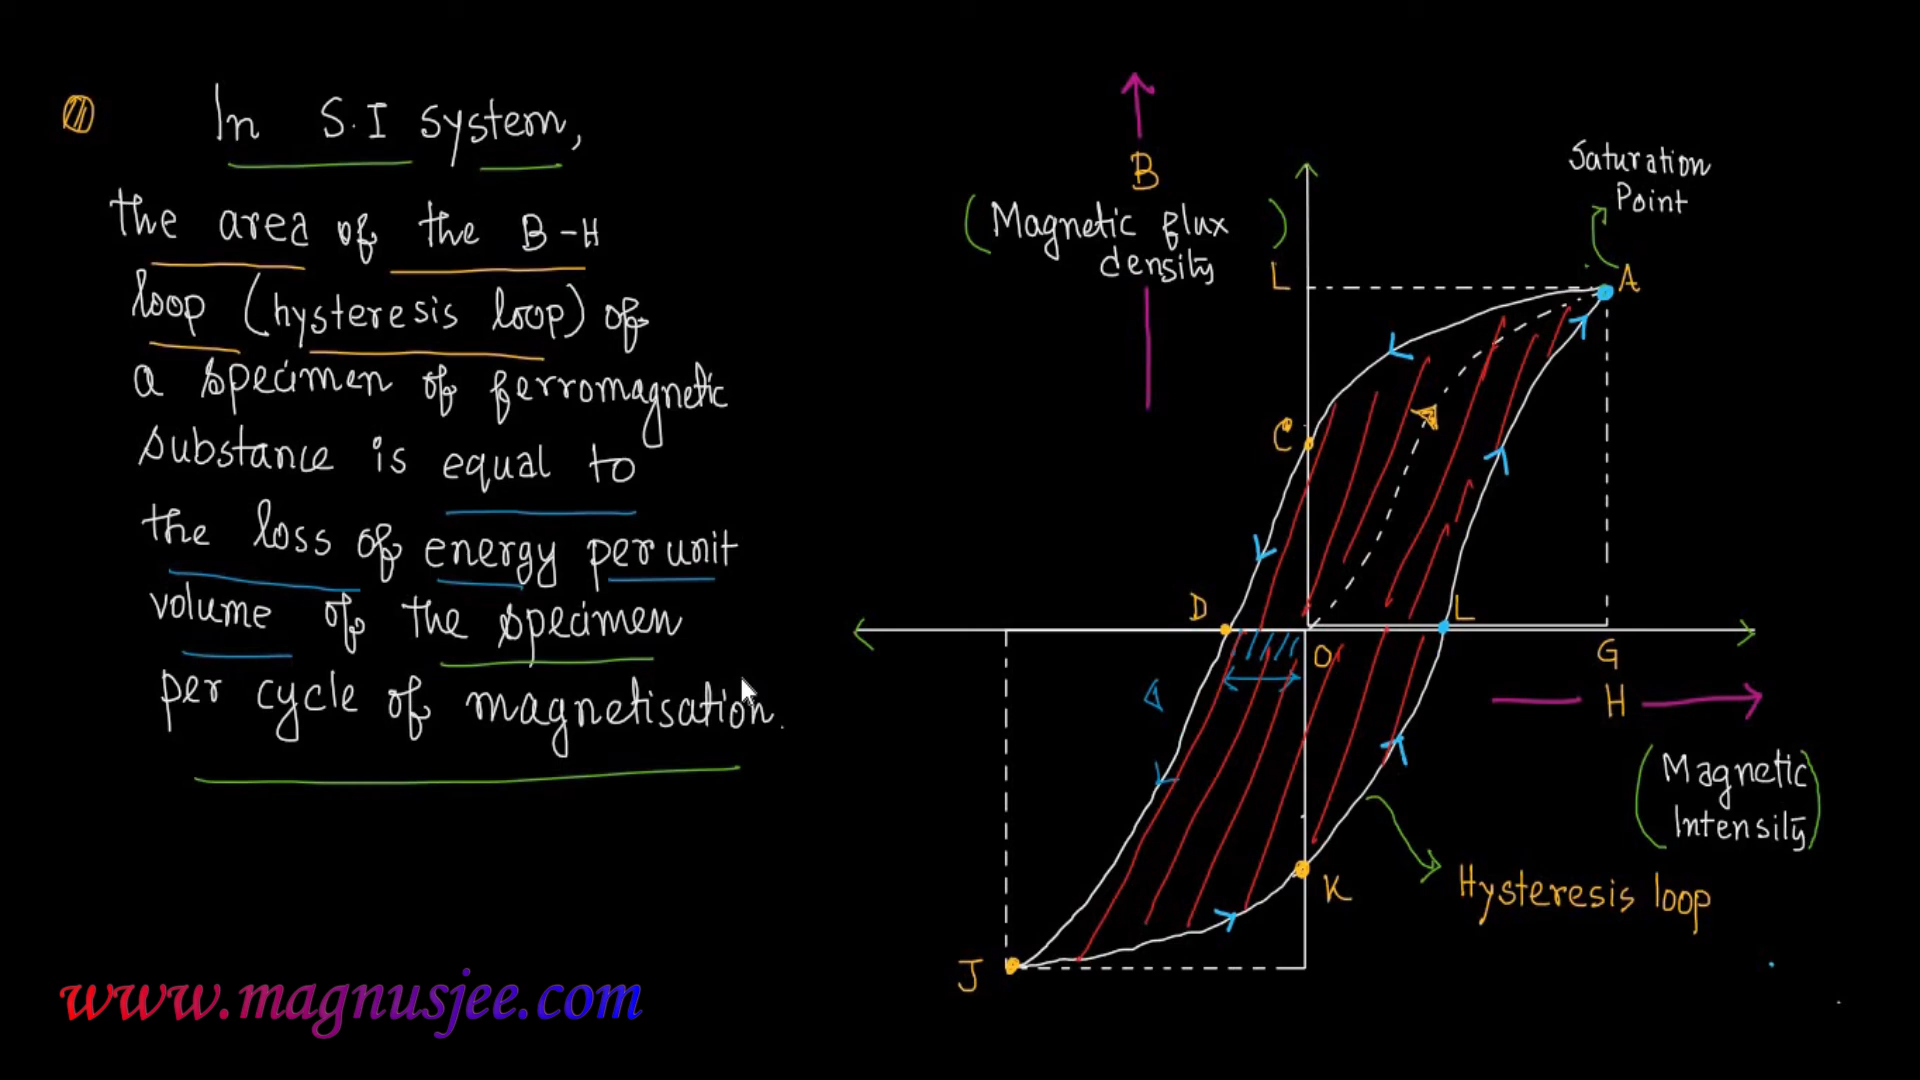 In S.I system,
the area of the B-H
loop (hysteresis loop) of
a specimen of ferromagnetic
substance is equal to
the loss of energy per unit
volume of the specimen
per cycle of magnetisation.
www.magnusjee.com
B
(Magnetic flux
density)
Saturation
Point
L
A
C
D
O
L
G
H
(Magnetic
Intensity)
K
Hysteresis loop
J